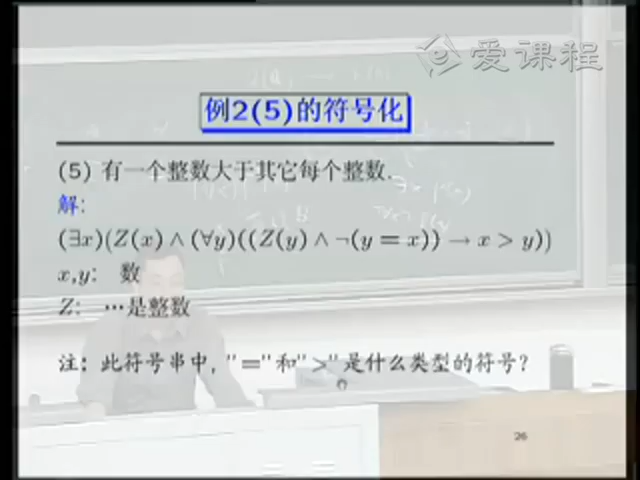 爱课程
例2(5)的符号化
(5) 有一个整数大于其它每个整数.
解:
(∃x)(Z(x) ∧ (∀y)((Z(y) ∧ ¬(y = x)) → x > y))
x,y: 数
Z: …是整数
注: 此符号串中, "="和">"是什么类型的符号?
26